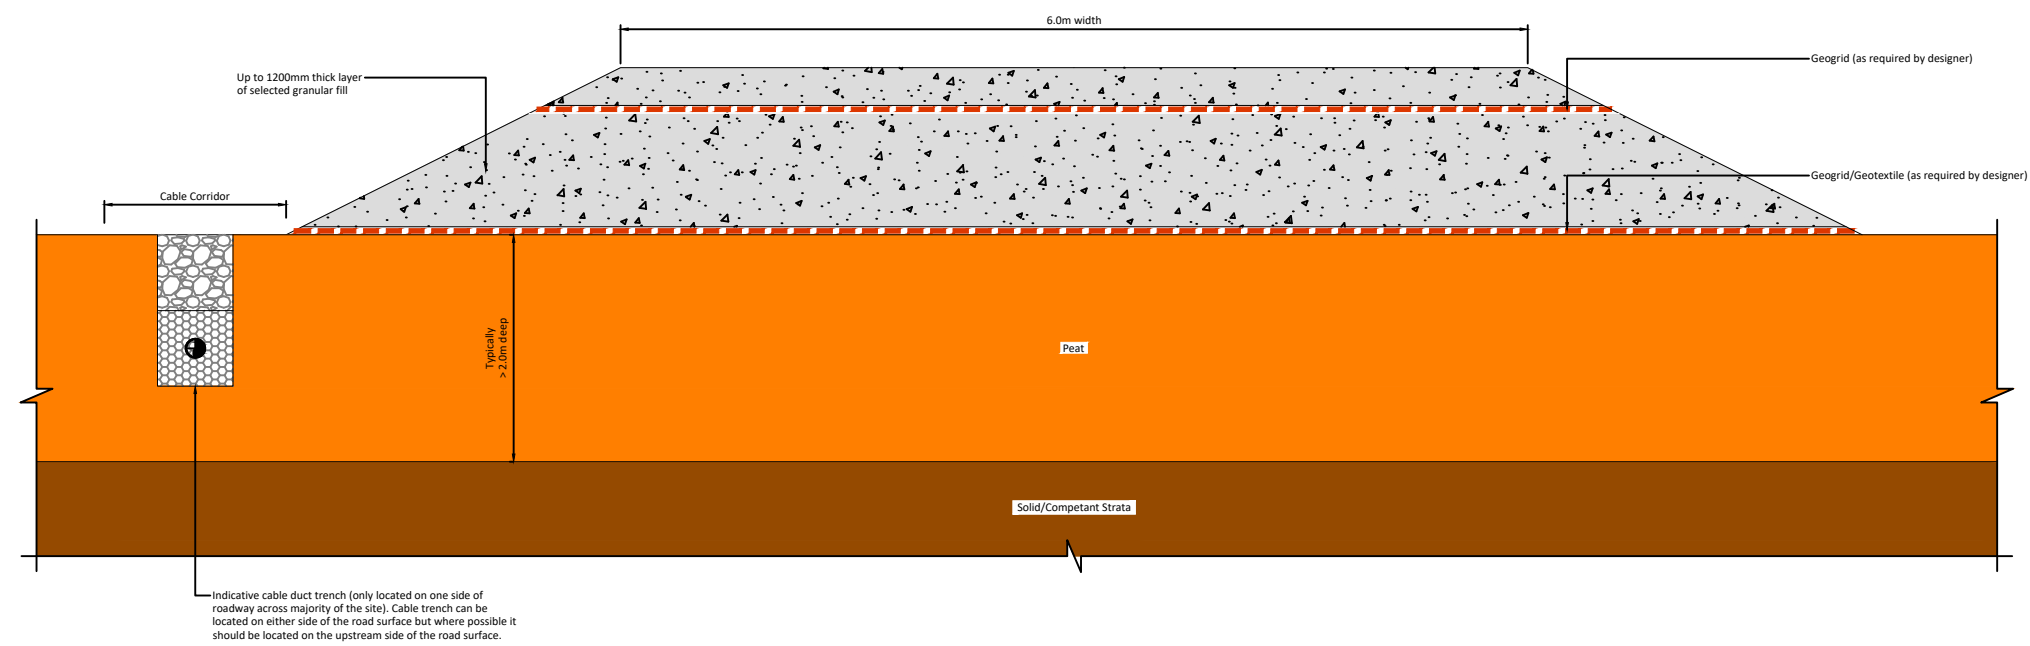 6.0m width
Up to 1200mm thick layer
of selected granular fill
Geogrid (as required by designer)
Geogrid/Geotextile (as required by designer)
Cable Corridor
Typically
> 2.0m deep
Peat
Solid/Competant Strata
Indicative cable duct trench (only located on one side of
roadway across majority of the site). Cable trench can be
located on either side of the road surface but where possible it
should be located on the upstream side of the road surface.